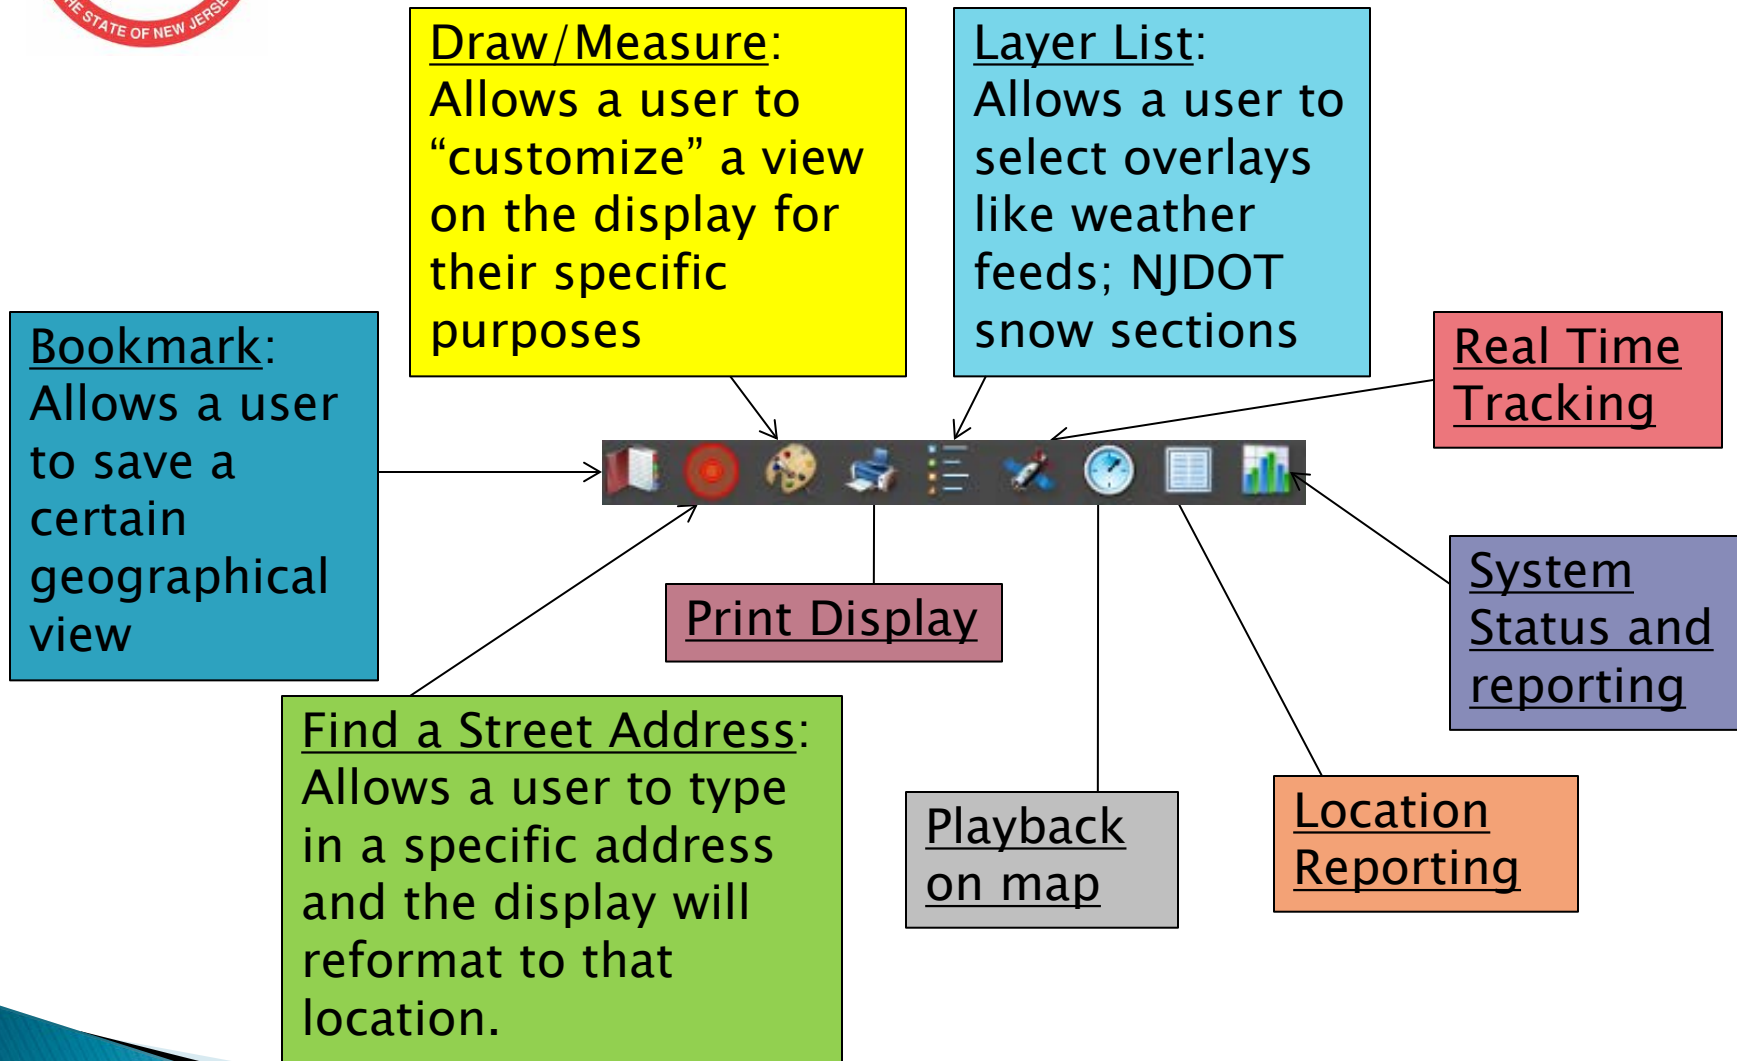 THE STATE OF NEW JERSEY
Draw/Measure:
Allows a user to
“customize” a view
on the display for
their specific
purposes
Layer List:
Allows a user to
select overlays
like weather
feeds; NJDOT
snow sections
Bookmark:
Allows a user
to save a
certain
geographical
view
Real Time
Tracking
Print Display
System
Status and
reporting
Find a Street Address:
Allows a user to type
in a specific address
and the display will
reformat to that
location.
Playback
on map
Location
Reporting